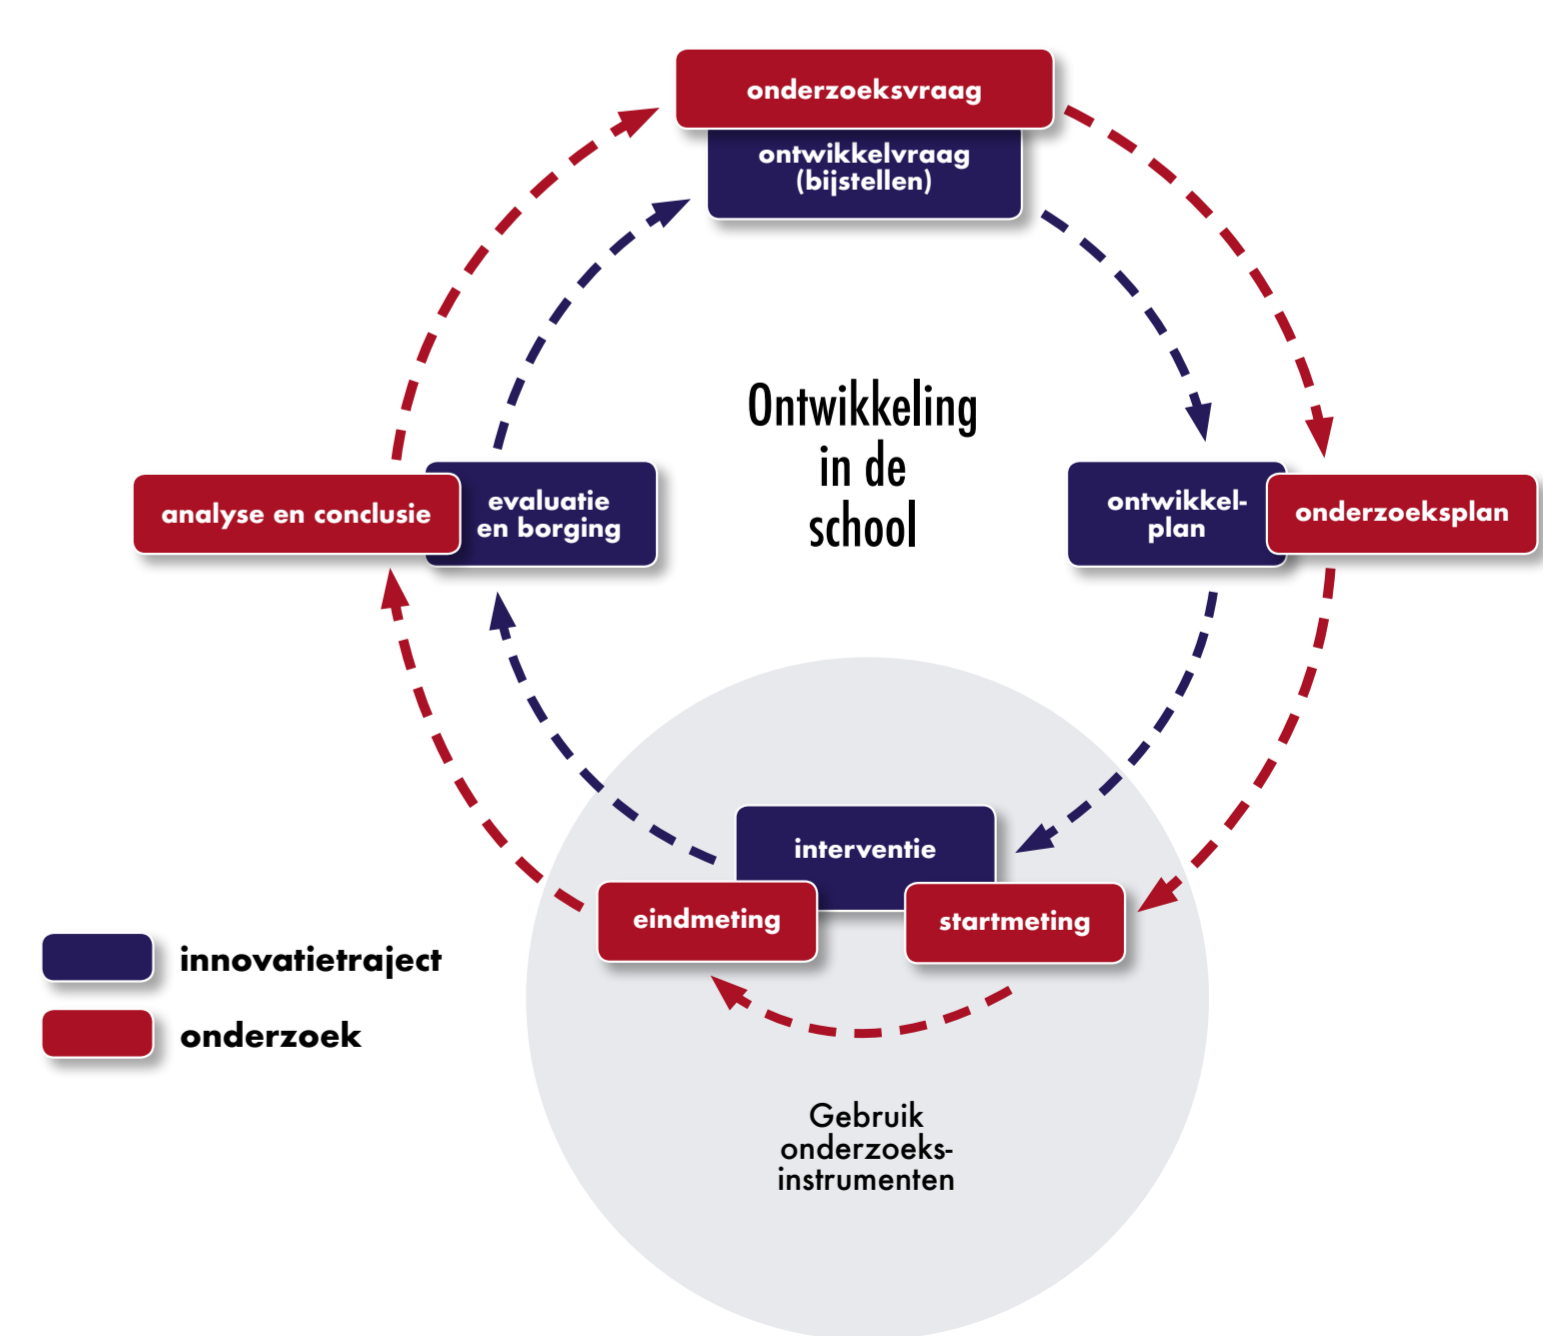 onderzoeksvraag
ontwikkelvraag
(bijstellen)
Ontwikkeling
in de
school
analyse en conclusie
evaluatie
en borging
ontwikkel-
plan
onderzoeksplan
interventie
eindmeting
startmeting
innovatietraject
onderzoek
Gebruik
onderzoeks-
instrumenten